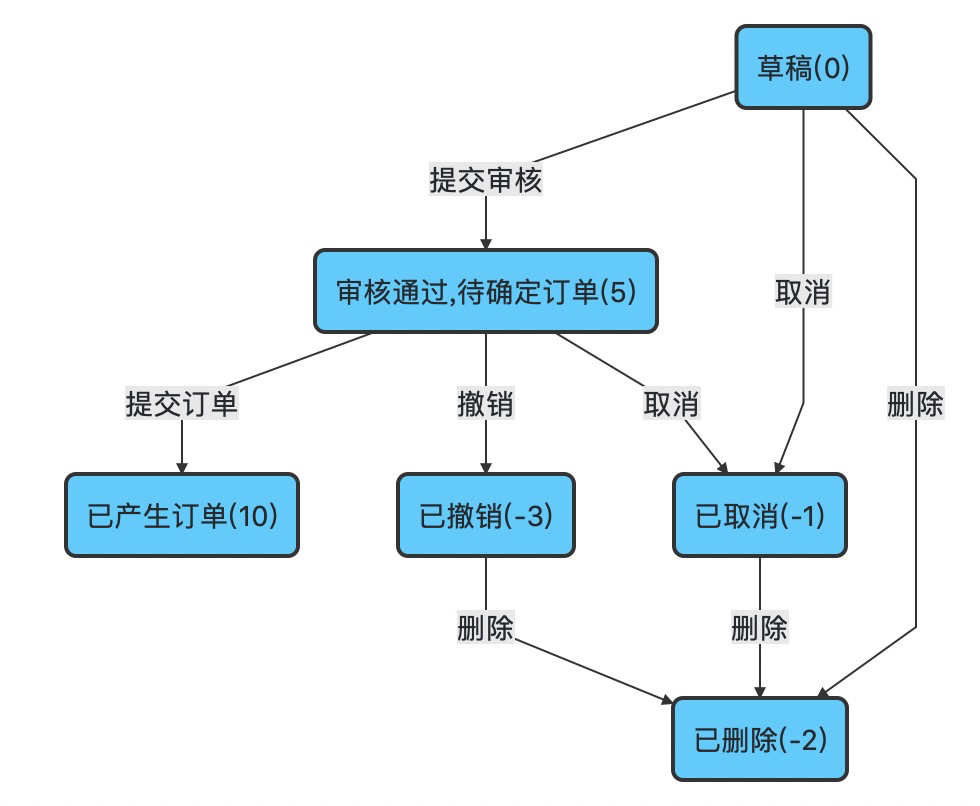 草稿(0)
提交审核
审核通过,待确定订单(5)
取消
提交订单
撤销
取消
删除
已产生订单(10)
已撤销(-3)
已取消(-1)
删除
删除
已删除(-2)